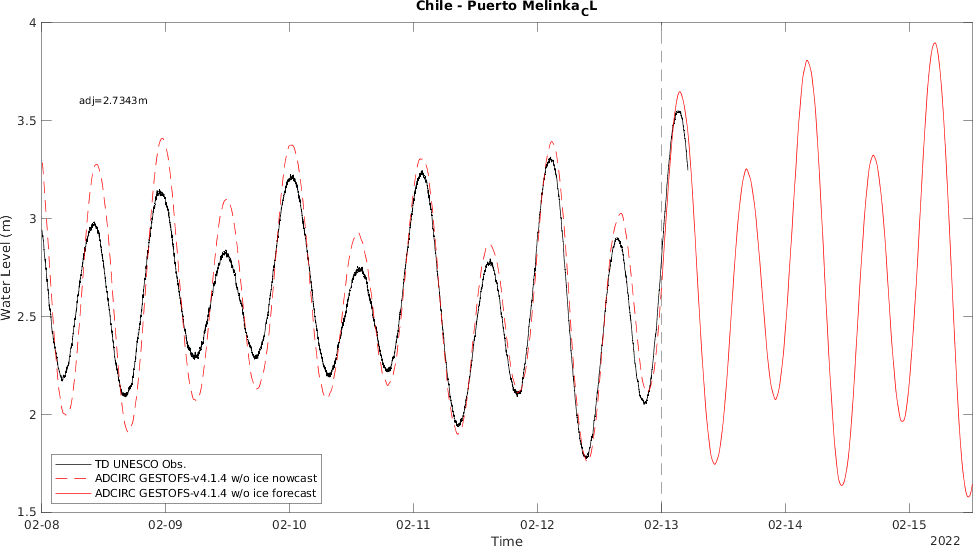 Chile - Puerto Melinka_CL
4
adj=2.7343m
3.5
3
Water Level (m)
2.5
2
TD UNESCO Obs.
ADCIRC GESTOFS-v4.1.4 w/o ice nowcast
ADCIRC GESTOFS-v4.1.4 w/o ice forecast
1.5
02-08 02-09 02-10 02-11 02-12 02-13 02-14 02-15
Time
2022